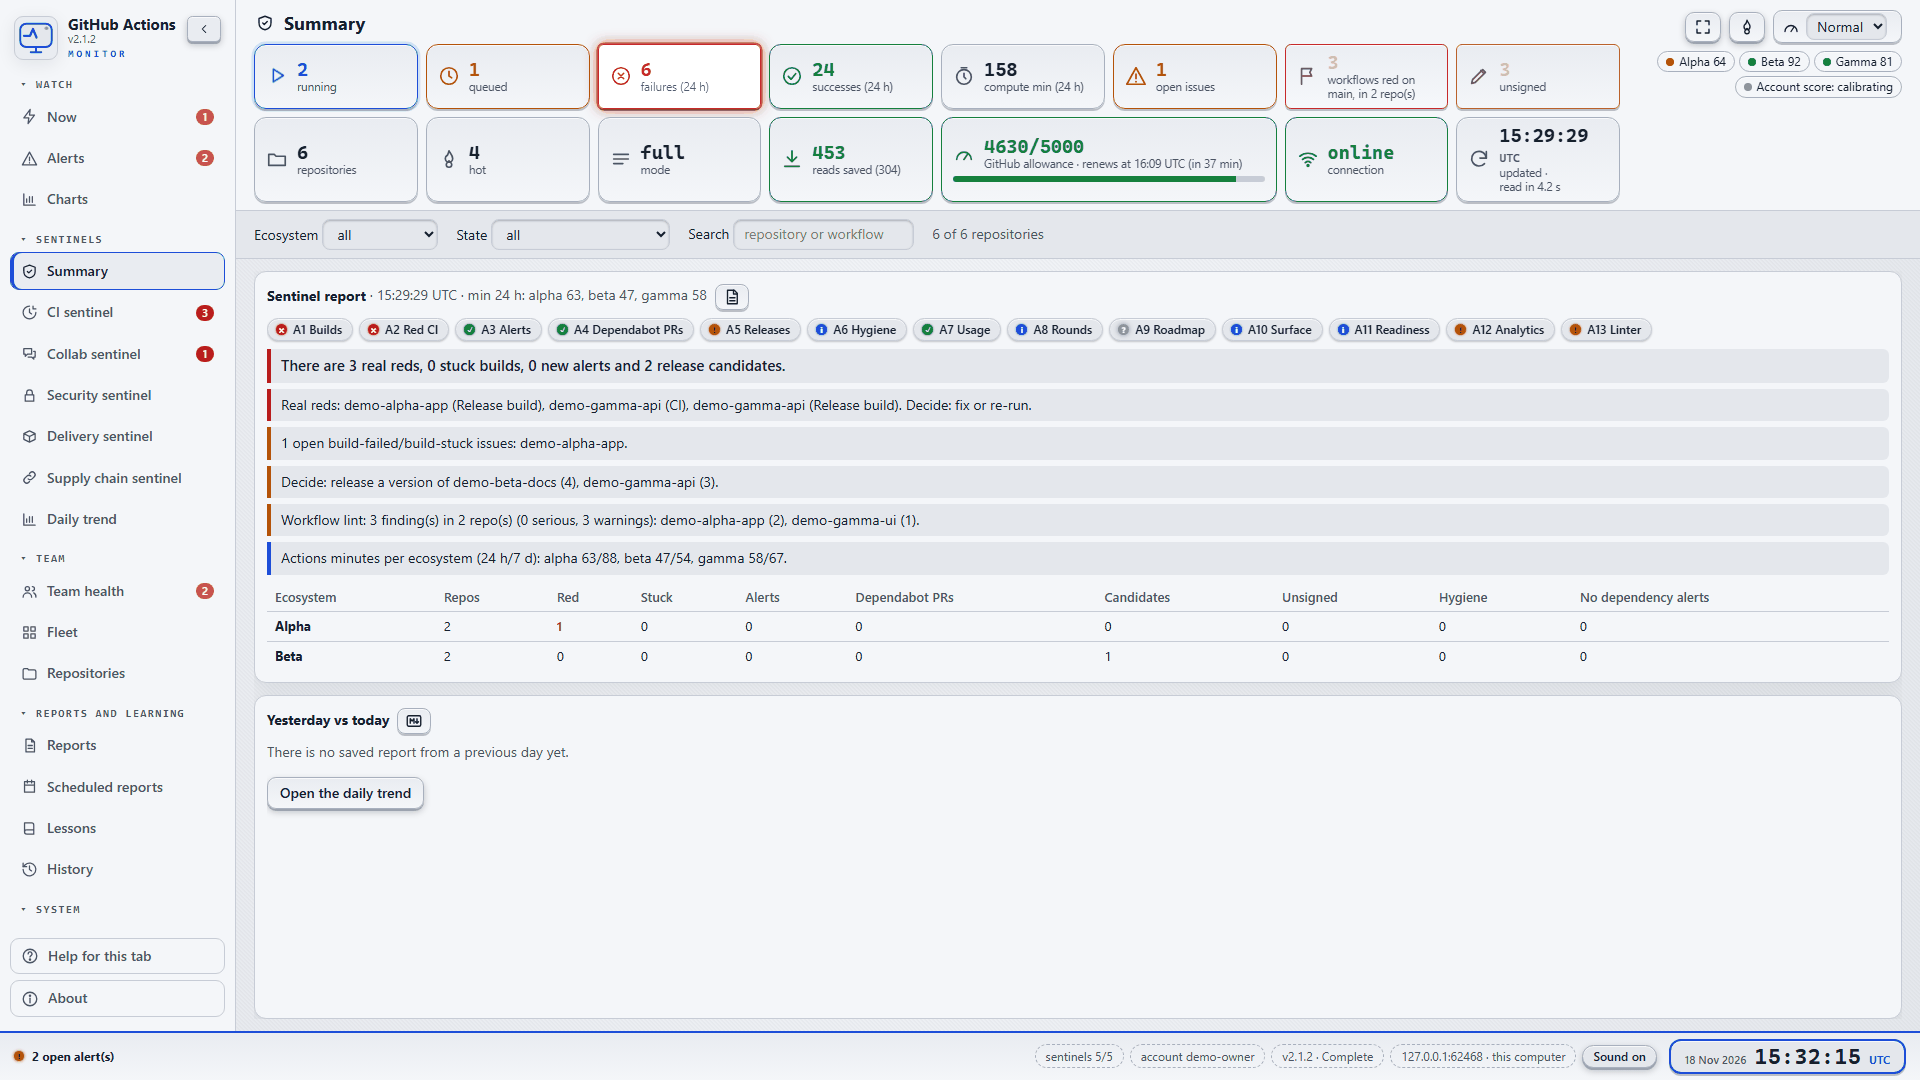 GitHub Actions
v2.1.2
MONITOR
WATCH
Now 1
Alerts 2
Charts
SENTINELS
Summary
CI sentinel 3
Collab sentinel 1
Security sentinel
Delivery sentinel
Supply chain sentinel
Daily trend
TEAM
Team health 2
Fleet
Repositories
REPORTS AND LEARNING
Reports
Scheduled reports
Lessons
History
SYSTEM
Help for this tab
About
Summary
2
running
1
queued
6
failures (24 h)
24
successes (24 h)
158
compute min (24 h)
1
open issues
3
workflows red on
main, in 2 repo(s)
3
unsigned
Normal
Alpha 64
Beta 92
Gamma 81
Account score: calibrating
6
repositories
4
hot
full
mode
453
reads saved (304)
4630/5000
GitHub allowance · renews at 16:09 UTC (in 37 min)
online
connection
15:29:29
UTC
updated ·
read in 4.2 s
Ecosystem all State all Search repository or workflow 6 of 6 repositories
Sentinel report · 15:29:29 UTC · min 24 h: alpha 63, beta 47, gamma 58
A1 Builds A2 Red CI A3 Alerts A4 Dependabot PRs A5 Releases A6 Hygiene A7 Usage A8 Rounds A9 Roadmap A10 Surface A11 Readiness A12 Analytics A13 Linter
There are 3 real reds, 0 stuck builds, 0 new alerts and 2 release candidates.
Real reds: demo-alpha-app (Release build), demo-gamma-api (CI), demo-gamma-api (Release build). Decide: fix or re-run.
1 open build-failed/build-stuck issues: demo-alpha-app.
Decide: release a version of demo-beta-docs (4), demo-gamma-api (3).
Workflow lint: 3 finding(s) in 2 repo(s) (0 serious, 3 warnings): demo-alpha-app (2), demo-gamma-ui (1).
Actions minutes per ecosystem (24 h/7 d): alpha 63/88, beta 47/54, gamma 58/67.
Ecosystem Repos Red Stuck Alerts Dependabot PRs Candidates Unsigned Hygiene No dependency alerts
Alpha 2 1 0 0 0 0 0 0 0
Beta 2 0 0 0 0 1 0 0 0
Yesterday vs today
There is no saved report from a previous day yet.
Open the daily trend
2 open alert(s)
sentinels 5/5
account demo-owner
v2.1.2 · Complete
127.0.0.1:62468 · this computer
Sound on
18 Nov 2026 15:32:15 UTC